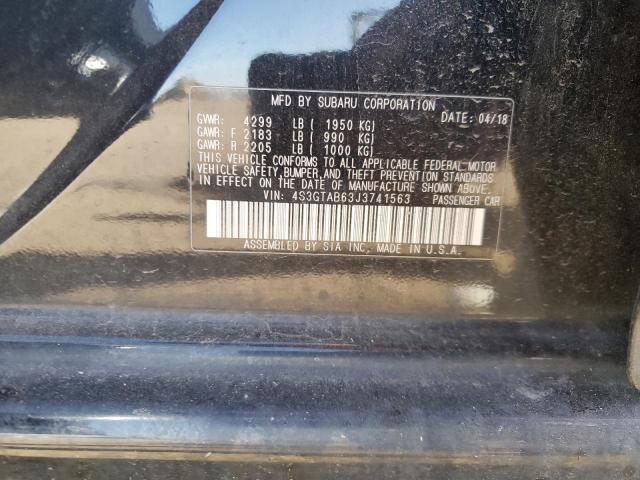 MFD BY SUBARU CORPORATION DATE: 04/18
GVWR: 4299 LB ( 1950 KG)
GAWR: F 2183 LB ( 990 KG)
GAWR: R 2205 LB ( 1000 KG)
THIS VEHICLE CONFORMS TO ALL APPLICABLE FEDERAL MOTOR
VEHICLE SAFETY, BUMPER, AND THEFT PREVENTION STANDARDS
IN EFFECT ON THE DATE OF MANUFACTURE SHOWN ABOVE.
VIN: 4S3GTAB63J3741563 PASSENGER CAR
ASSEMBLED BY SIA INC. MADE IN U.S.A.